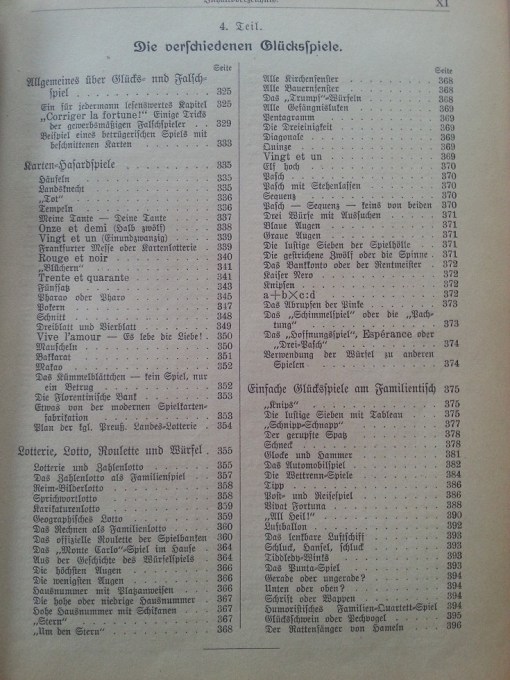 Inhaltsverzeichnis.
XI
4. Teil.
Die verschiedenen Glücksspiele.
Seite
Allgemeines über Glücks- und Falsch-
spiel 325
Ein für jedermann lesenswertes Kapitel 325
„Corriger la fortune!“ Einige Tricks
der gewerbsmäßigen Falschspieler 329
Beispiel eines betrügerischen Spiels mit
beschnittenen Karten 333
Karten-Hasardspiele 335
Häufeln 335
Landsknecht 335
„Tot“ 336
Tempeln 336
Meine Tante — Deine Tante 337
Onze et demi (Halb zwölf) 338
Vingt et un (Einundzwanzig) 339
Frankfurter Messe oder Kartenlotterie 339
Rouge et noir 340
„Blüchern“ 341
Trente et quarante 341
Fünfsatz 343
Pharao oder Pharo 345
Pokern 347
Schnitt 348
Dreiblatt und Vierblatt 349
Vive l'amour — Es lebe die Liebe! 350
Mauscheln 350
Bakkarat 351
Makao 352
Das Kümmelblättchen — kein Spiel, nur
ein Betrug 352
Die Florentinische Bank 353
Etwas von der modernen Spielkarten-
fabrikation 353
Plan der kgl. Preuß. Landes-Lotterie 354
Lotterie, Lotto, Roulette und Würfel 355
Lotterie und Zahlenlotto 355
Das Zahlenlotto als Familienspiel 357
Reim-Bilderlotto 358
Sprichwortlotto 358
Karikaturenlotto 359
Geographisches Lotto 359
Das Rechnen als Familienlotto 360
Das offizielle Roulette der Spielbanken 360
Das „Monte Carlo“-Spiel im Hause 364
Aus der Geschichte des Würfelspiels 364
Die höchsten Augen 366
Die wenigsten Augen 366
Hausnummer mit Platzanweisen 366
Die hohe oder niedrige Hausnummer 367
Hohe Hausnummer mit Schikanen 367
„Stern“ 367
„Um den Stern“ 368
Seite
Alle Kirchenfenster 368
Alle Bauernfenster 368
Das „Trumpf“-Würfeln 368
Alle Gefängnisluken 369
Pentagramm 369
Die Dreieinigkeit 369
Diagonale 369
Quinze 369
Vingt et un 369
Elf hoch 370
Pasch 370
Pasch mit Stehenlassen 370
Sequenz 370
Pasch — Sequenz — keins von beiden 370
Drei Würfe mit Aussuchen 371
Blaue Augen 371
Graue Augen 371
Die lustige Sieben der Spielhölle 371
Die gestrichene Zwölf oder die Spinne 371
Das Bankkonto oder der Rentmeister 372
Kaiser Nero 372
Knipsen 372
a+b×c:d 372
Das Abrupfen der Pinke 373
Das „Schimmelspiel“ oder die „Pach-
tung“ 373
Das „Hoffnungsspiel“, Espérance oder
„Drei-Pasch“ 374
Verwendung der Würfel zu anderen
Spielen 374
Einfache Glücksspiele am Familientisch 375
„Knips“ 375
Die lustige Sieben mit Tableau 375
„Schnipp-Schnapp“ 377
Der gerupfte Spatz 378
Schneck 378
Glocke und Hammer 381
Das Automobilspiel 382
Die Wettrenn-Spiele 384
Tipp 386
Post- und Reisespiel 386
Vivat Fortuna 388
„All Heil!“ 390
Luftballon 392
Das lenkbare Luftschiff 393
Schluck, Hansel, schluck 393
Tiddledy-Winks 393
Das Punta-Spiel 393
Gerade oder ungerade? 394
Unten oder oben? 394
Schrift oder Wappen 394
Humoristisches Familien-Quartett-Spiel 394
Glücksschwein oder Pechvogel 395
Der Rattenfänger von Hameln 396